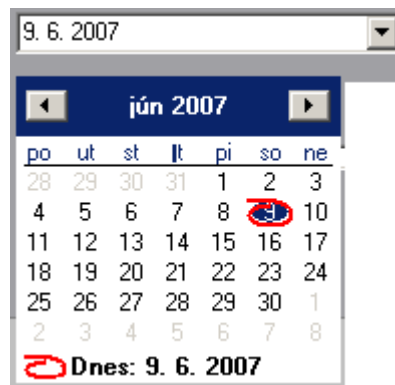 9. 6. 2007
jún 2007
po ut st št pi so ne
28 29 30 31 1 2 3
4 5 6 7 8 9 10
11 12 13 14 15 16 17
18 19 20 21 22 23 24
25 26 27 28 29 30 1
2 3 4 5 6 7 8
Dnes: 9. 6. 2007